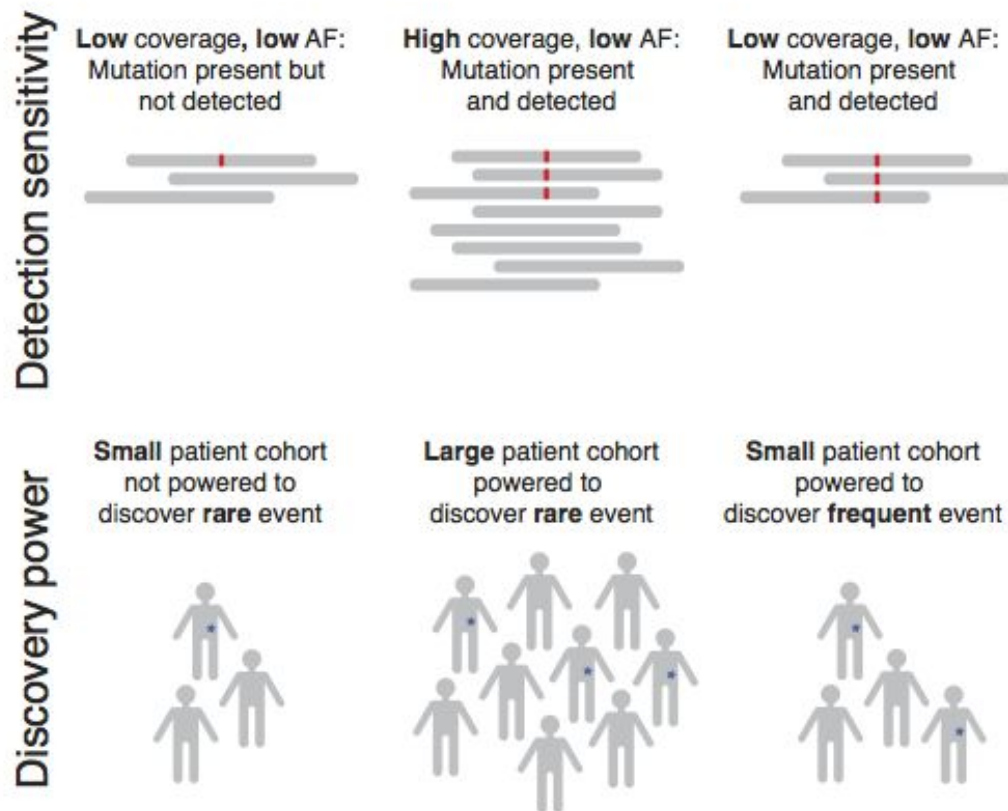 Detection sensitivity
Low coverage, low AF:
Mutation present but
not detected
High coverage, low AF:
Mutation present
and detected
Low coverage, low AF:
Mutation present
and detected
Discovery power
Small patient cohort
not powered to
discover rare event
Large patient cohort
powered to
discover rare event
Small patient cohort
powered to
discover frequent event